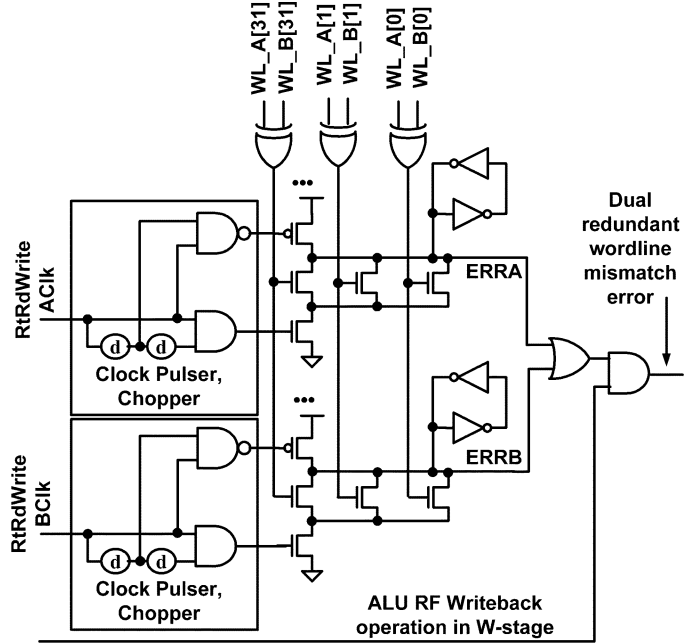 WL_A[31]
WL_B[31]
WL_A[1]
WL_B[1]
WL_A[0]
WL_B[0]
•••
Dual
redundant
wordline
mismatch
error
RtRdWrite
AClk
d
d
Clock Pulser,
Chopper
ERRA
•••
RtRdWrite
BClk
d
d
Clock Pulser,
Chopper
ERRB
ALU RF Writeback
operation in W-stage